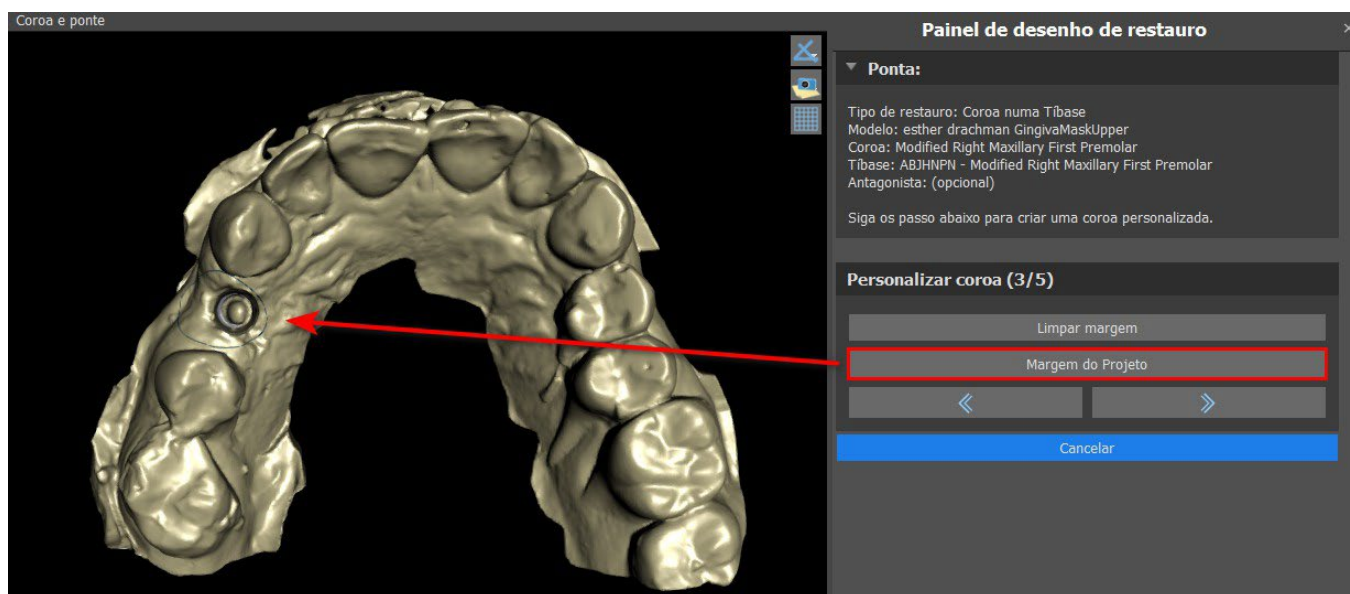 Coroa e ponte
Painel de desenho de restauro
Ponta:
Tipo de restauro: Coroa numa Tíbase
Modelo: esther drachman GingivaMaskUpper
Coroa: Modified Right Maxillary First Premolar
Tíbase: ABJHNPN - Modified Right Maxillary First Premolar
Antagonista: (opcional)
Siga os passo abaixo para criar uma coroa personalizada.
Personalizar coroa (3/5)
Limpar margem
Margem do Projeto
Cancelar